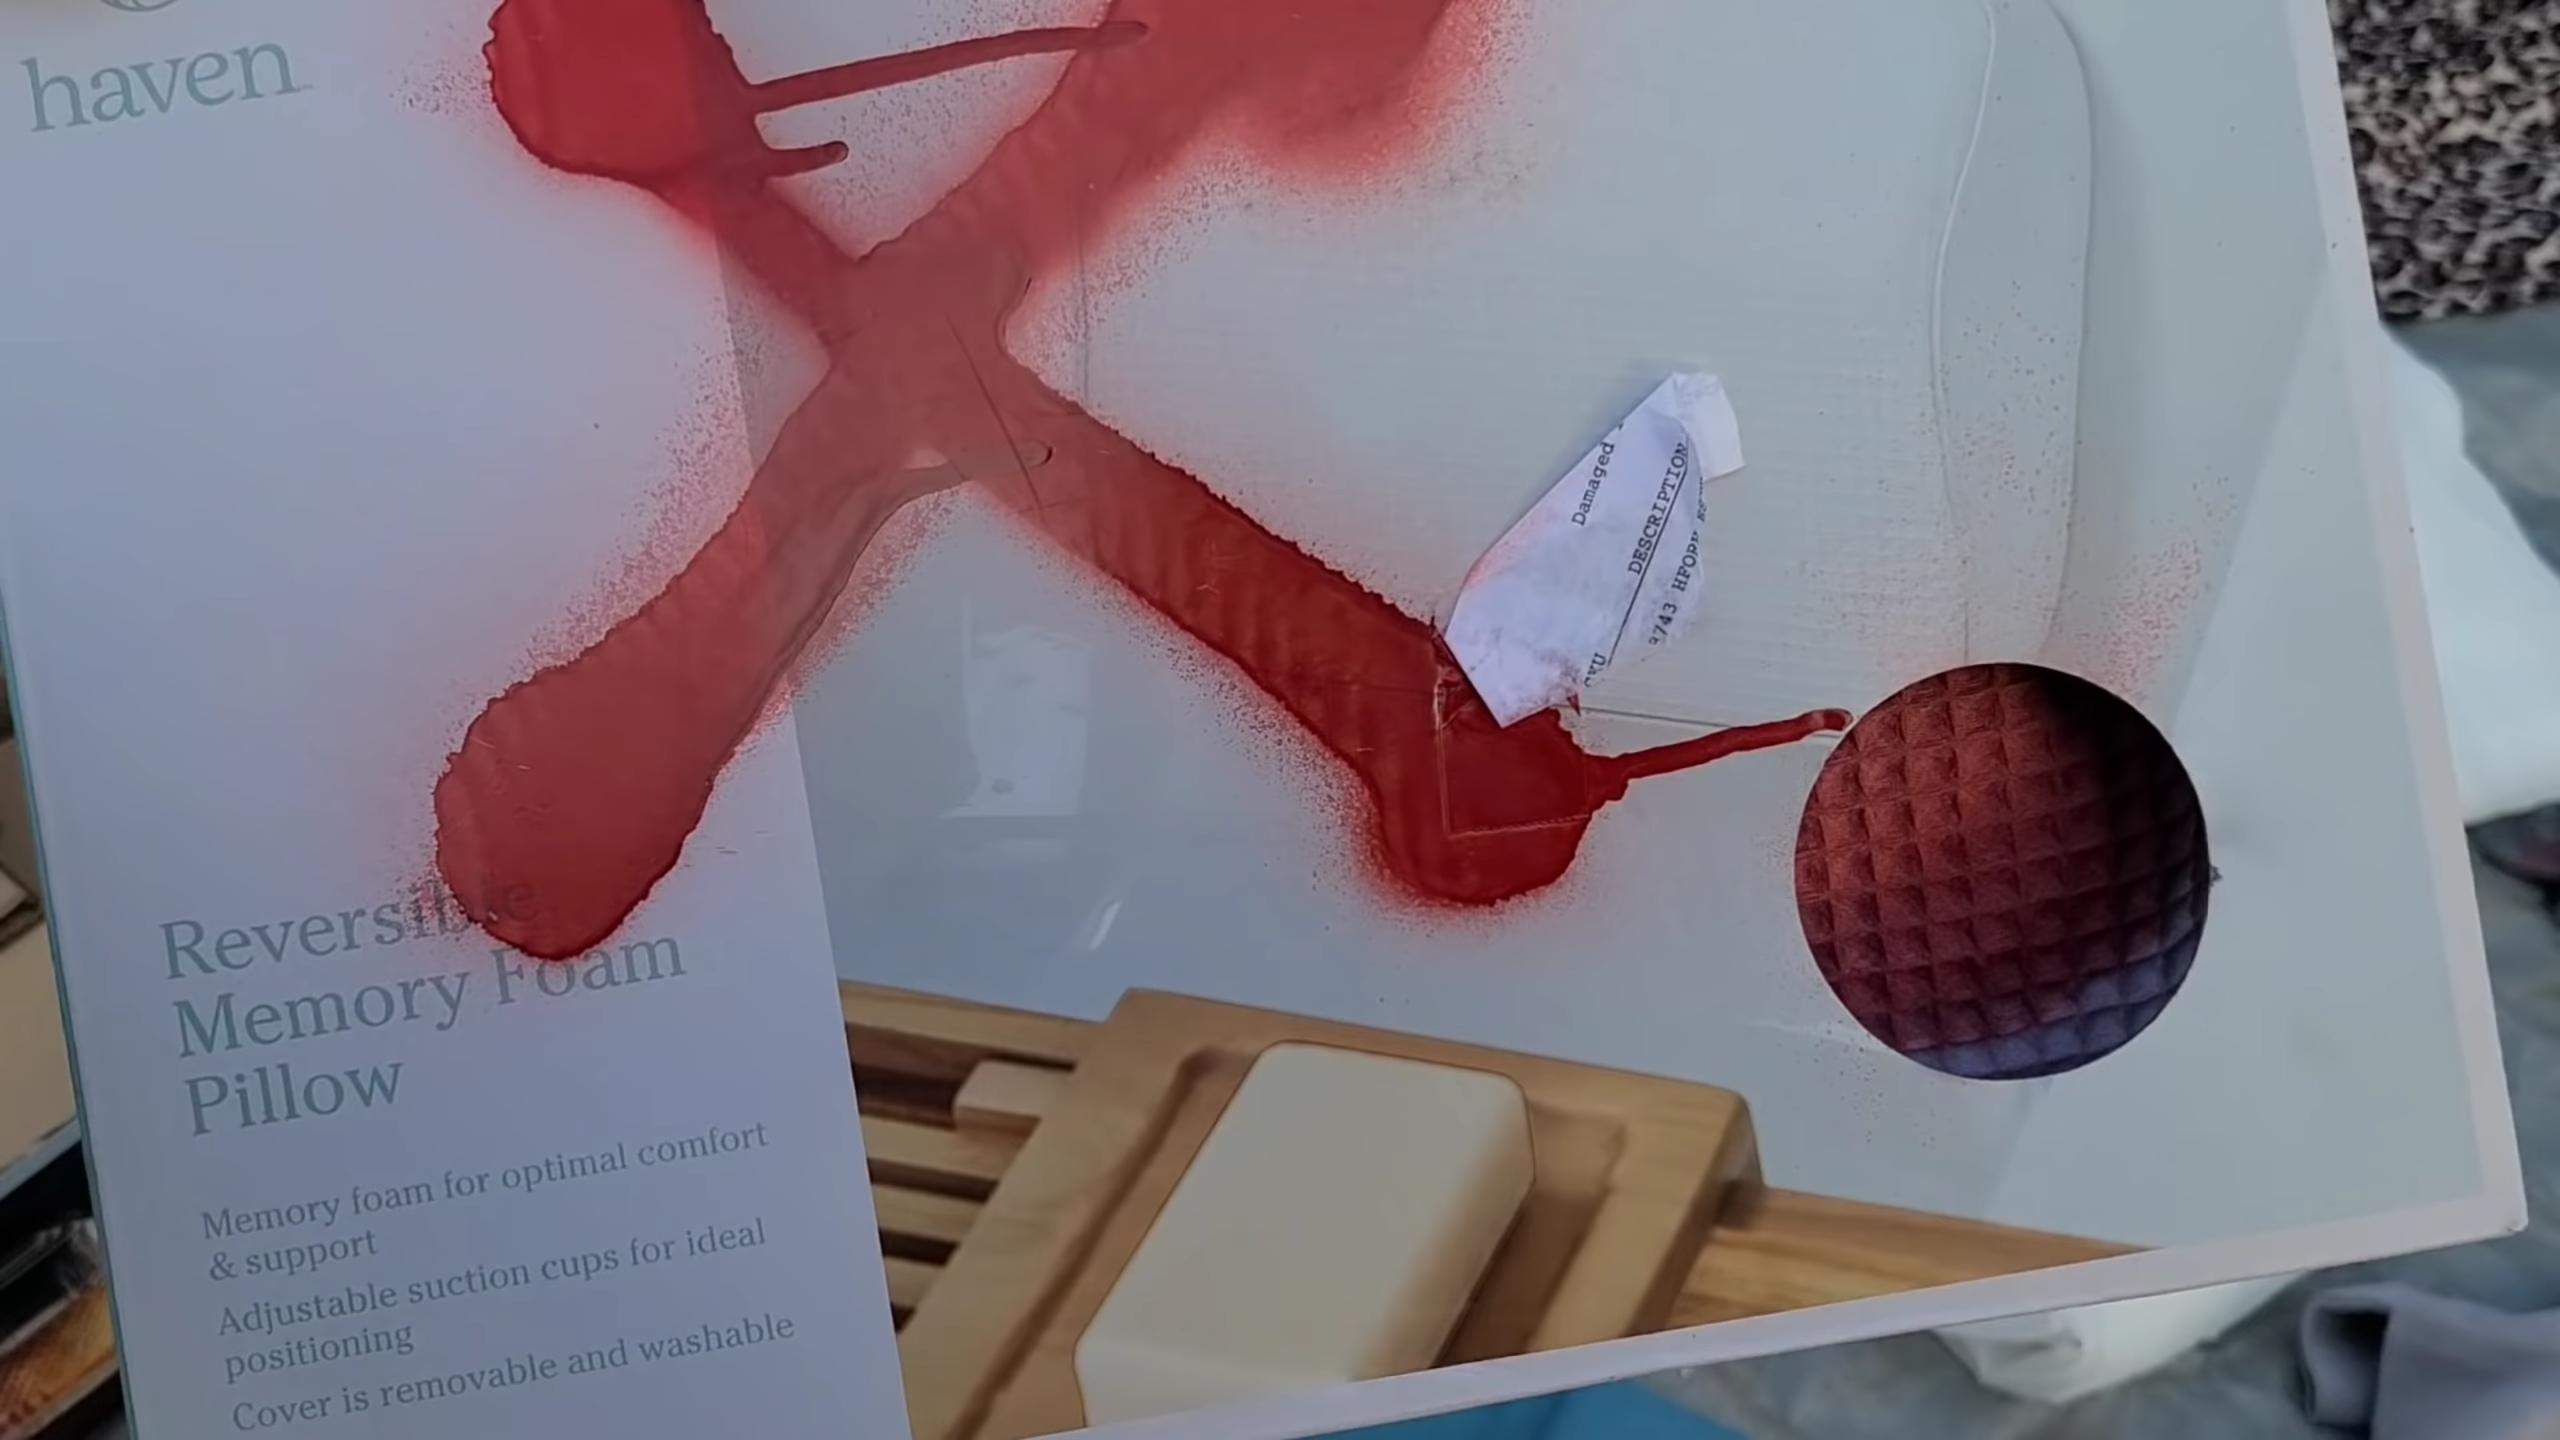 haven
Reversible
Memory Foam
Pillow
Memory foam for optimal comfort
& support
Adjustable suction cups for ideal
positioning
Cover is removable and washable
Damaged
DESCRIPTION